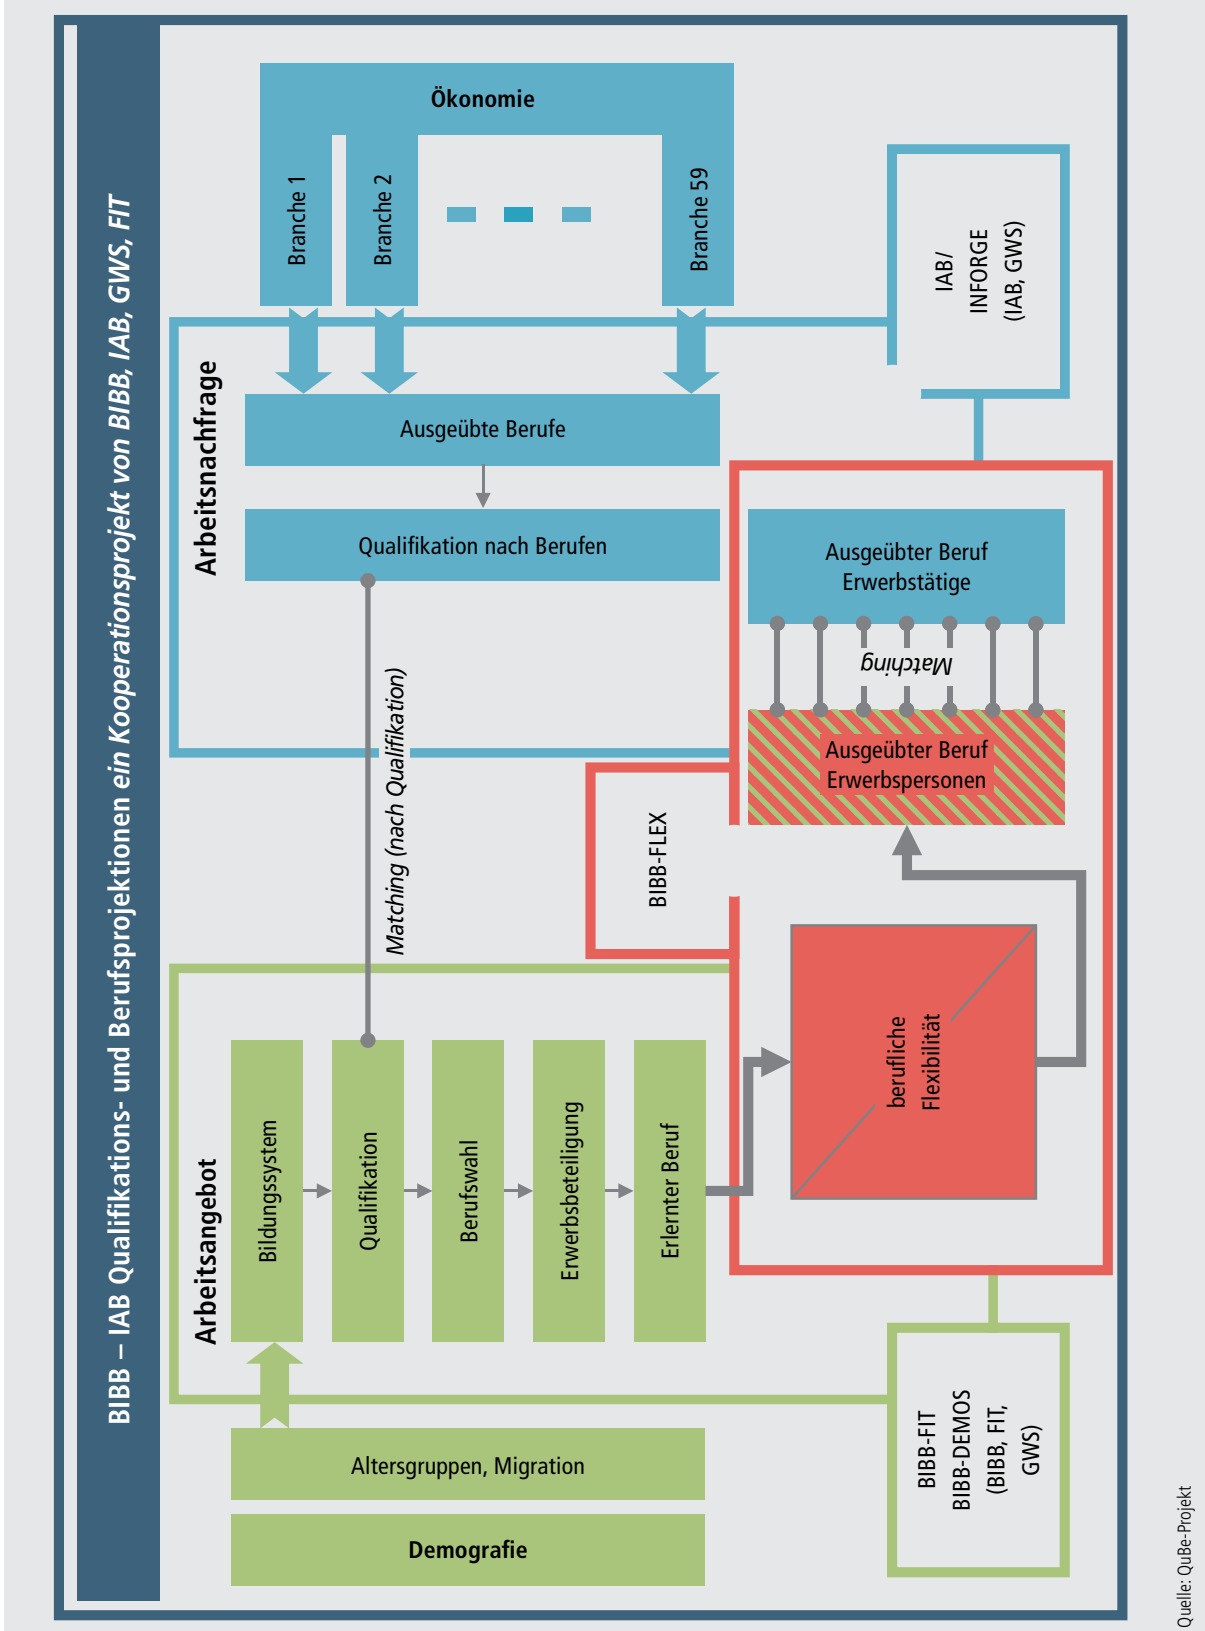 BIBB – IAB Qualifikations- und Berufsprojektionen ein Kooperationsprojekt von BIBB, IAB, GWS, FIT
Ökonomie
Branche 1
Branche 2
Branche 59
Arbeitsnachfrage
Ausgeübte Berufe
Qualifikation nach Berufen
IAB/
INFORGE
(IAB, GWS)
Ausgeübter Beruf
Erwerbstätige
Matching
Ausgeübter Beruf
Erwerbspersonen
Matching (nach Qualifikation)
BIBB-FLEX
berufliche
Flexibilität
Arbeitsangebot
Bildungssystem
Qualifikation
Berufswahl
Erwerbsbeteiligung
Erlernter Beruf
Altersgruppen, Migration
Demografie
BIBB-FIT
BIBB-DEMOS
(BIBB, FIT,
GWS)
Quelle: QuBe-Projekt